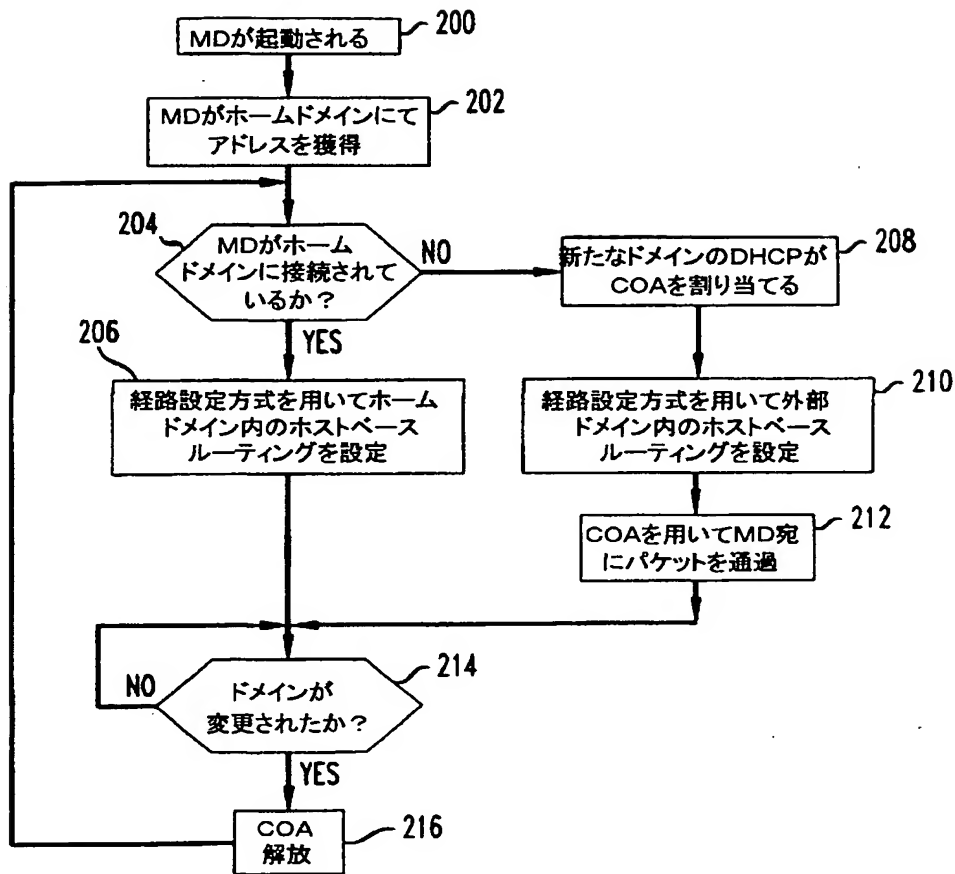 MDが起動される
200
MDがホームドメインにて
アドレスを獲得
202
204
MDがホーム
ドメインに接続されて
いるか？
NO
新たなドメインのDHCPが
COAを割り当てる
208
YES
206
経路設定方式を用いてホーム
ドメイン内のホストベース
ルーティングを設定
経路設定方式を用いて外部
ドメイン内のホストベース
ルーティングを設定
210
COAを用いてMD宛
にパケットを通過
212
NO
ドメインが
変更されたか？
214
YES
COA
解放
216